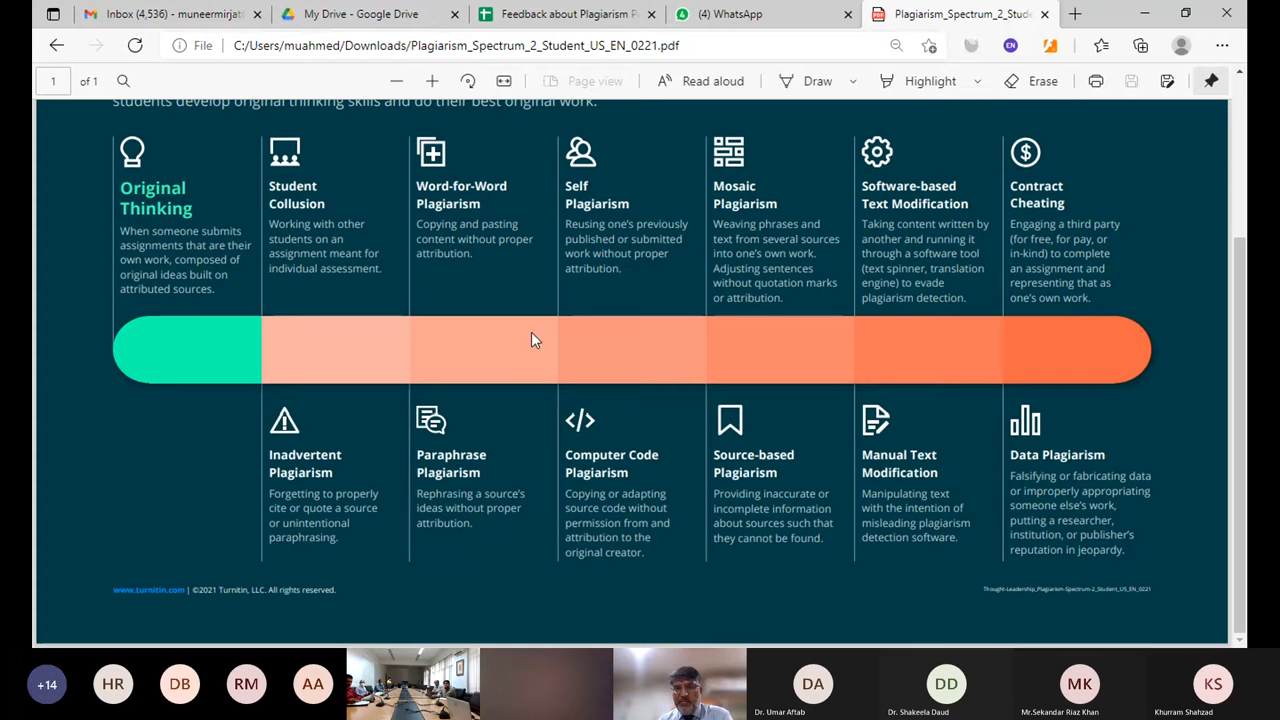 Inbox (4,536) - muneermirjat
My Drive - Google Drive
Feedback about Plagiarism P
(4) WhatsApp
Plagiarism_Spectrum_2_Stude
File
C:/Users/muahmed/Downloads/Plagiarism_Spectrum_2_Student_US_EN_0221.pdf
EN
1
of 1
Page view
Read aloud
Draw
Highlight
Erase
students develop original thinking skills and do their best original work.
Original
Thinking
When someone submits
assignments that are their
own work, composed of
original ideas built on
attributed sources.
Student
Collusion
Working with other
students on an
assignment meant for
individual assessment.
Word-for-Word
Plagiarism
Copying and pasting
content without proper
attribution.
Self
Plagiarism
Reusing one's previously
published or submitted
work without proper
attribution.
Mosaic
Plagiarism
Weaving phrases and
text from several sources
into one's own work.
Adjusting sentences
without quotation marks
or attribution.
Software-based
Text Modification
Taking content written by
another and running it
through a software tool
(text spinner, translation
engine) to evade
plagiarism detection.
Contract
Cheating
Engaging a third party
(for free, for pay, or
in-kind) to complete
an assignment and
representing that as
one's own work.
Inadvertent
Plagiarism
Forgetting to properly
cite or quote a source
or unintentional
paraphrasing.
Paraphrase
Plagiarism
Rephrasing a source's
ideas without proper
attribution.
Computer Code
Plagiarism
Copying or adapting
source code without
permission from and
attribution to the
original creator.
Source-based
Plagiarism
Providing inaccurate or
incomplete information
about sources such that
they cannot be found.
Manual Text
Modification
Manipulating text
with the intention of
misleading plagiarism
detection software.
Data Plagiarism
Falsifying or fabricating data
or improperly appropriating
someone else's work,
putting a researcher,
institution, or publisher's
reputation in jeopardy.
www.turnitin.com | ©2021 Turnitin, LLC. All rights reserved.
Thought-Leadership_Plagiarism-Spectrum-2_Student_US_EN_0221
+14
HR
DB
RM
AA
DA
Dr. Umar Aftab
DD
Dr. Shakeela Daud
MK
Mr.Sekandar Riaz Khan
KS
Khurram Shahzad